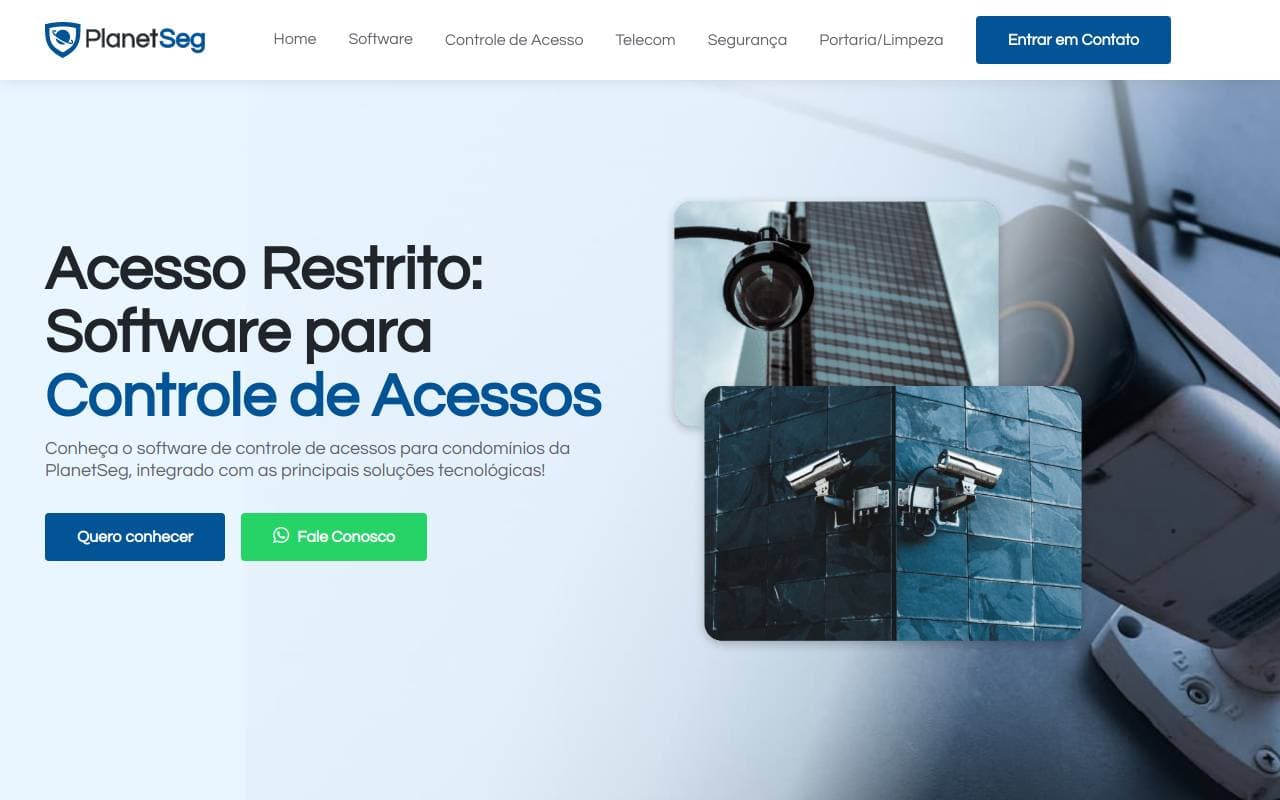 PlanetSeg
Home
Software
Controle de Acesso
Telecom
Segurança
Portaria/Limpeza
Entrar em Contato
Acesso Restrito:
Software para
Controle de Acessos
Conheça o software de controle de acessos para condomínios da
PlanetSeg, integrado com as principais soluções tecnológicas!
Quero conhecer
Fale Conosco